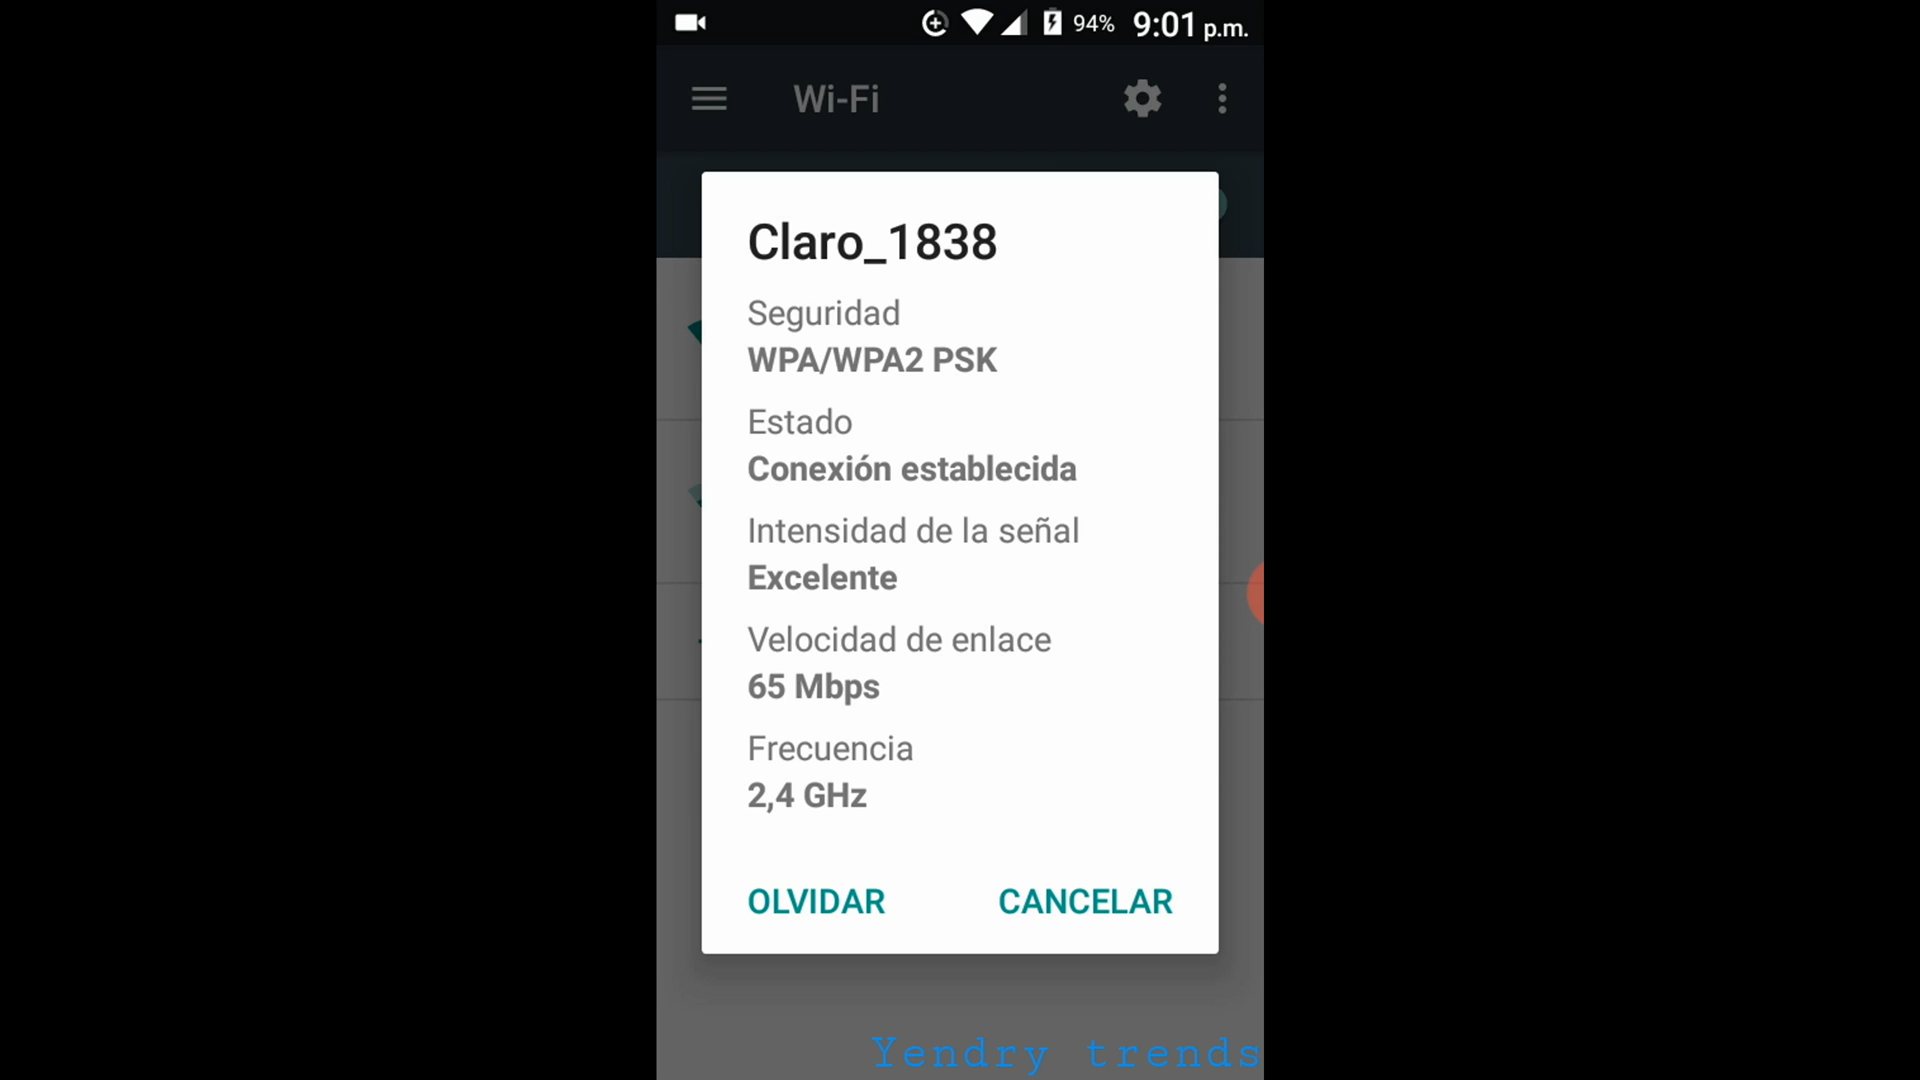 94% 9:01 p.m.
Wi-Fi
Claro_1838
Seguridad
WPA/WPA2 PSK
Estado
Conexión establecida
Intensidad de la señal
Excelente
Velocidad de enlace
65 Mbps
Frecuencia
2,4 GHz
OLVIDAR CANCELAR
Yendry trends